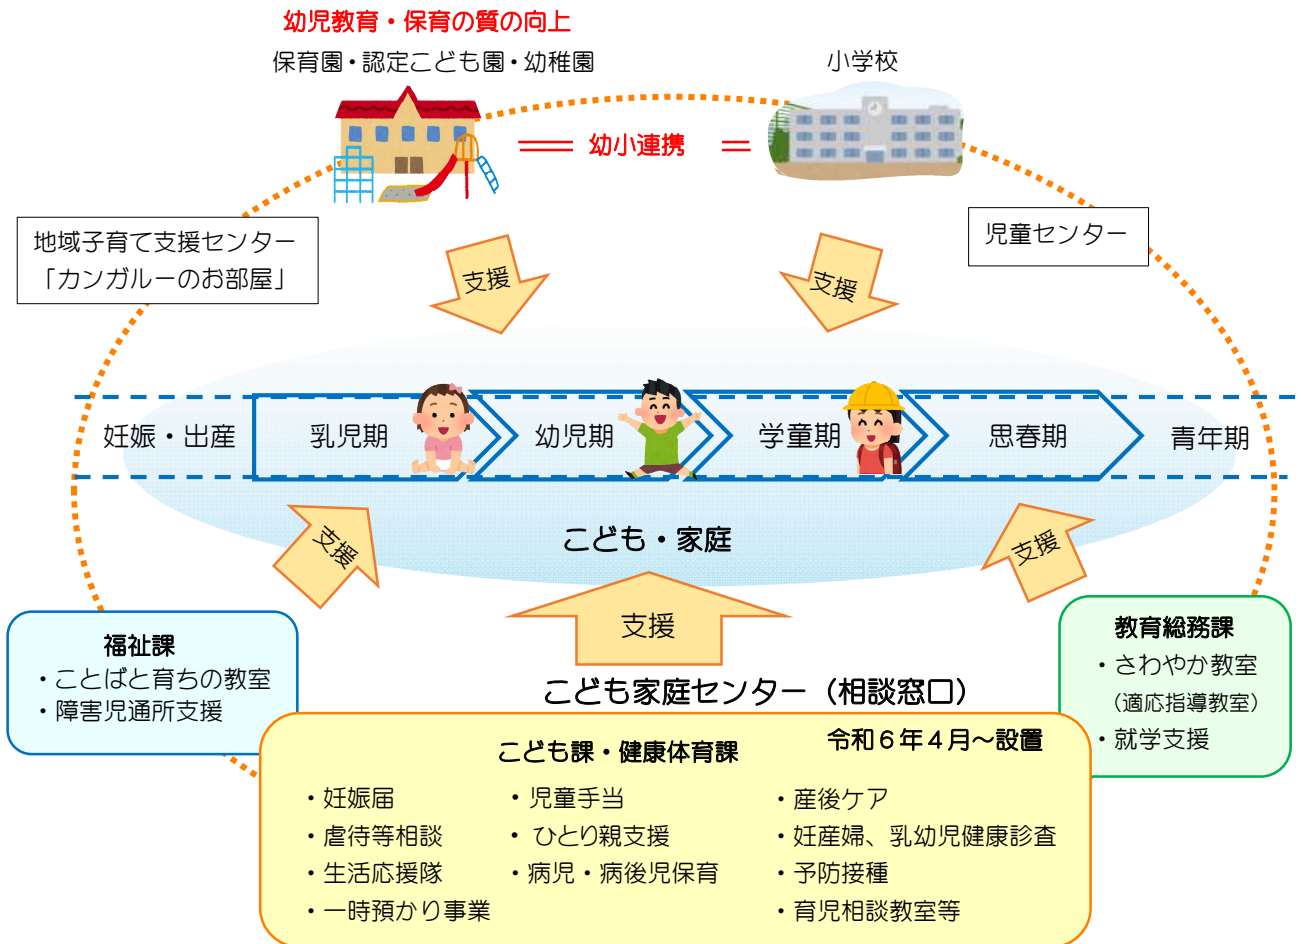 幼児教育・保育の質の向上
保育園・認定こども園・幼稚園
小学校
幼小連携
地域子育て支援センター
「カンガルーのお部屋」
児童センター
支援
支援
妊娠・出産
乳児期
幼児期
学童期
思春期
青年期
こども・家庭
支援
支援
支援
福祉課
・ことばと育ちの教室
・障害児通所支援
教育総務課
・さわやか教室
（適応指導教室）
・就学支援
こども家庭センター（相談窓口）
令和６年４月～設置
こども課・健康体育課
・妊娠届
・虐待等相談
・生活応援隊
・一時預かり事業
・児童手当
・ひとり親支援
・病児・病後児保育
・産後ケア
・妊産婦、乳幼児健康診査
・予防接種
・育児相談教室等